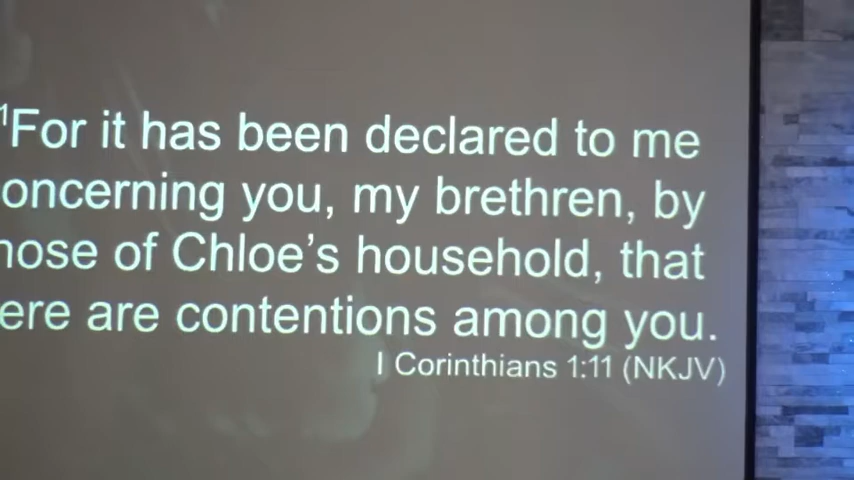 ¹For it has been declared to me
oncerning you, my brethren, by
hose of Chloe’s household, that
ere are contentions among you.
I Corinthians 1:11 (NKJV)